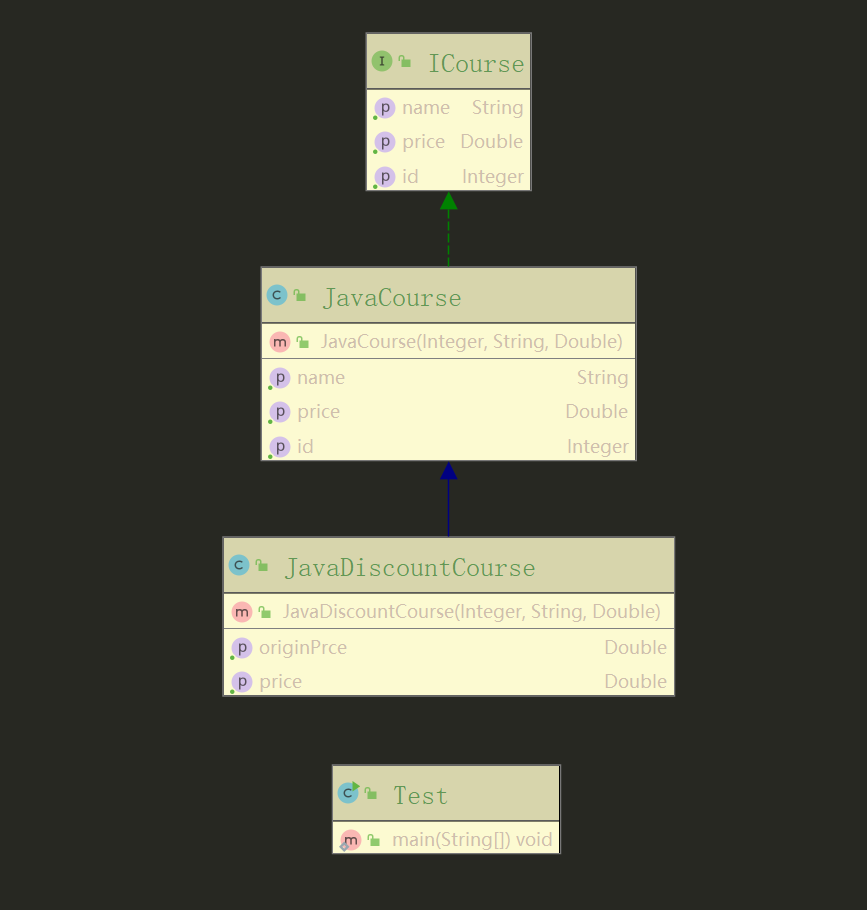 I ICourse
p name String
p price Double
p id Integer
C JavaCourse
m JavaCourse(Integer, String, Double)
p name String
p price Double
p id Integer
C JavaDiscountCourse
m JavaDiscountCourse(Integer, String, Double)
p originPrce Double
p price Double
C Test
m main(String[]) void